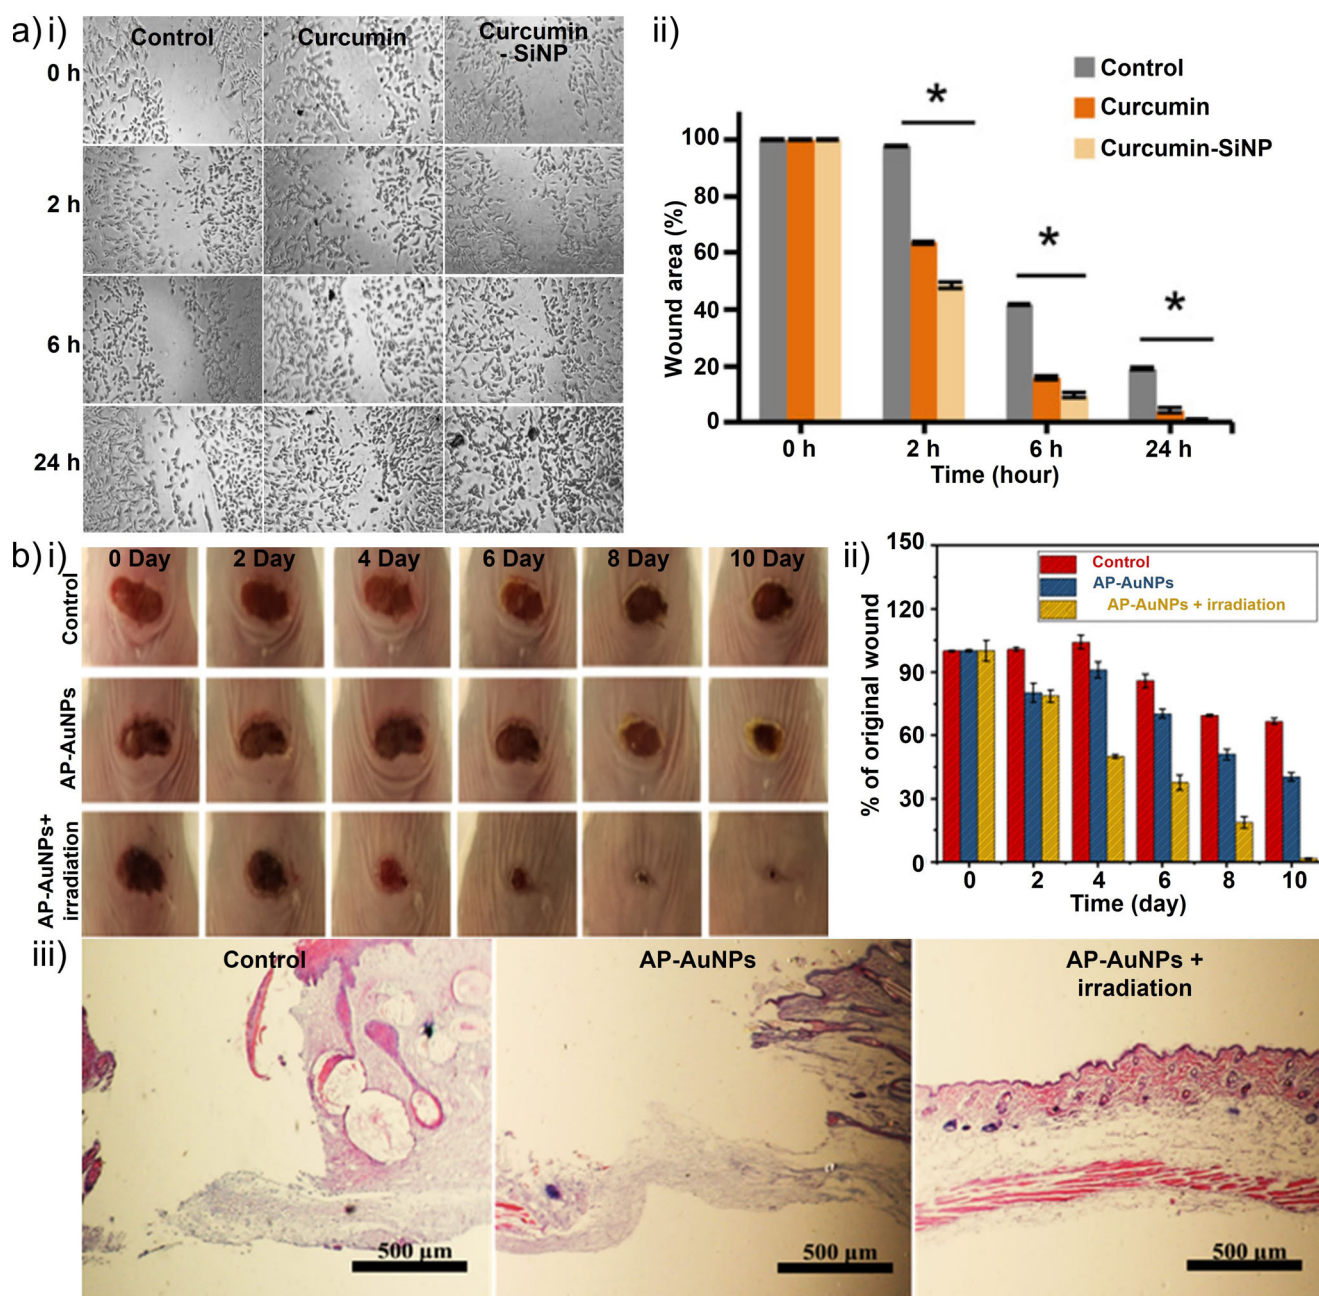 a) i)
Control
Curcumin
Curcumin
- SiNP
0 h
2 h
6 h
24 h
ii)
Control
Curcumin
Curcumin-SiNP
*
*
*
Wound area (%)
100
80
60
40
20
0
0 h 2 h 6 h 24 h
Time (hour)
b) i)
0 Day 2 Day 4 Day 6 Day 8 Day 10 Day
Control
AP-AuNPs
AP-AuNPs+
irradiation
ii)
Control
AP-AuNPs
AP-AuNPs + irradiation
% of original wound
150
120
90
60
30
0
0 2 4 6 8 10
Time (day)
iii)
Control
500 µm
AP-AuNPs
500 µm
AP-AuNPs +
irradiation
500 µm